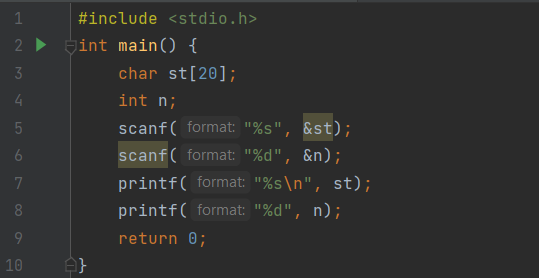 1 #include <stdio.h>
2 int main() {
3 char st[20];
4 int n;
5 scanf( format: "%s", &st);
6 scanf( format: "%d", &n);
7 printf( format: "%s\n", st);
8 printf( format: "%d", n);
9 return 0;
10 }